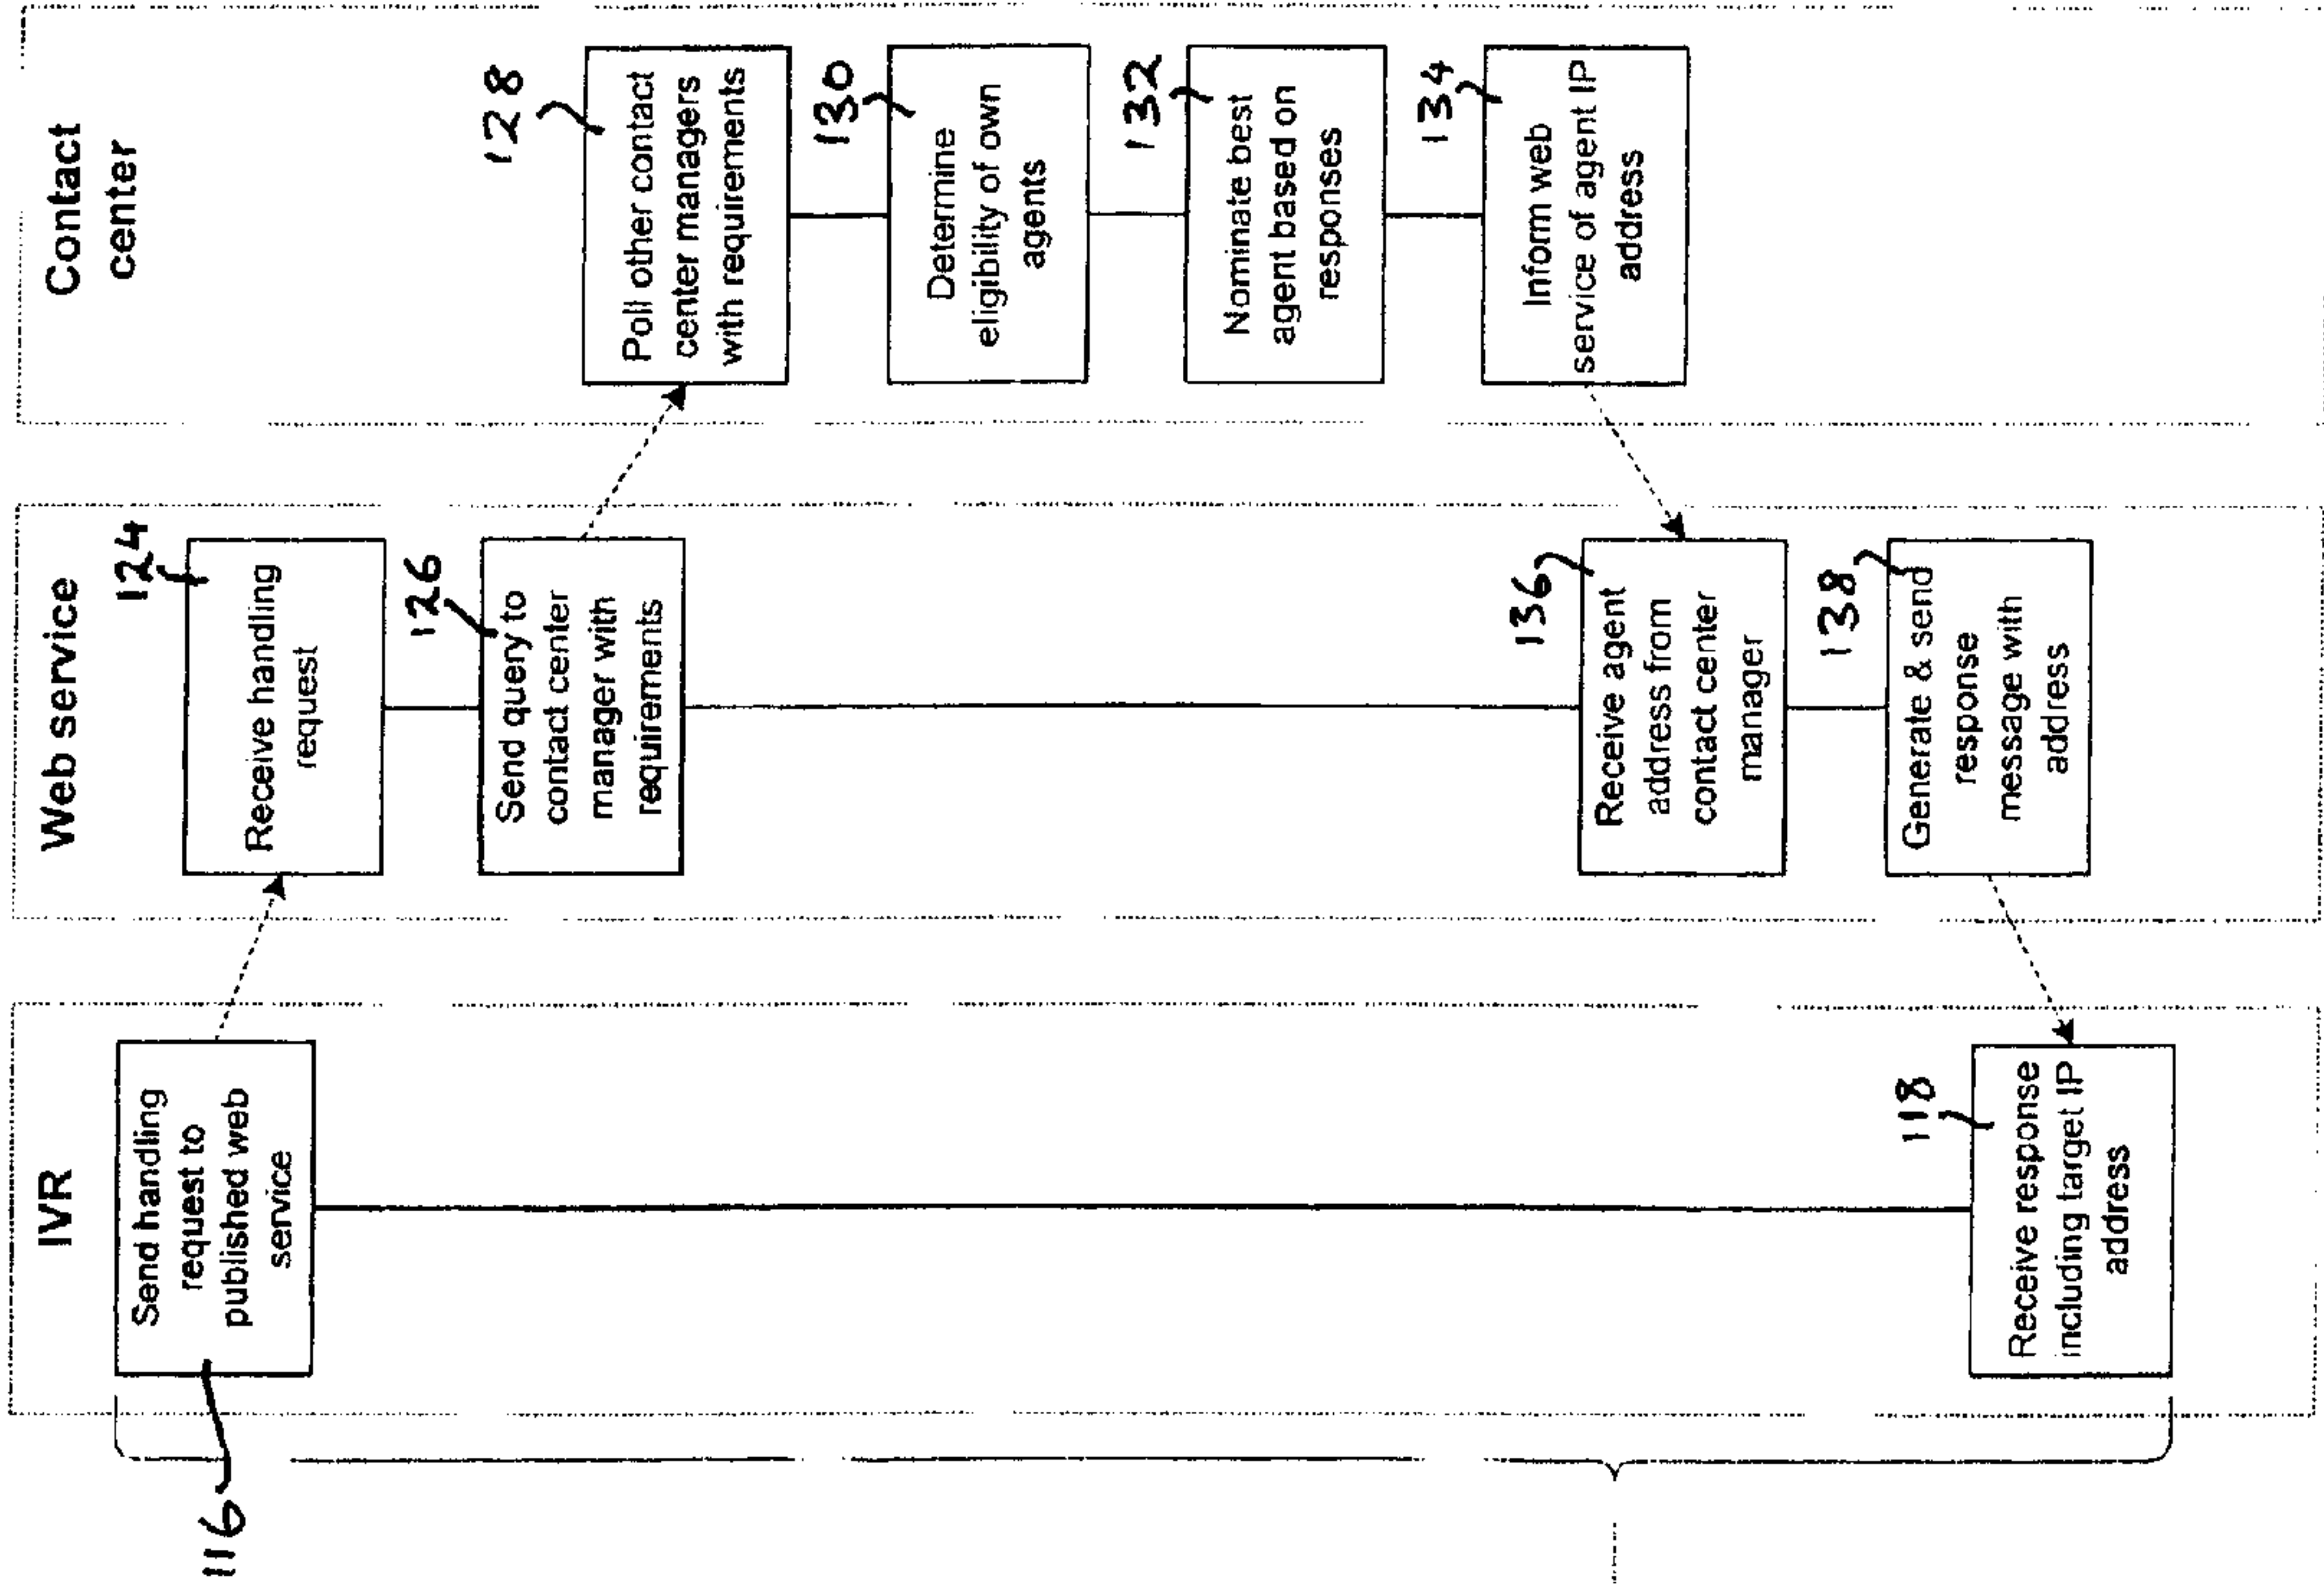 IVR
116
Send handling
request to
published web
service
118
Receive response
including target IP
address
Web service
124
Receive handling
request
126
Send query to
contact center
manager with
requirements
136
Receive agent
address from
contact center
manager
138
Generate & send
response
message with
address
Contact
center
128
Poll other contact
center managers
with requirements
130
Determine
eligibility of own
agents
132
Nominate best
agent based on
responses
134
Inform web
service of agent IP
address